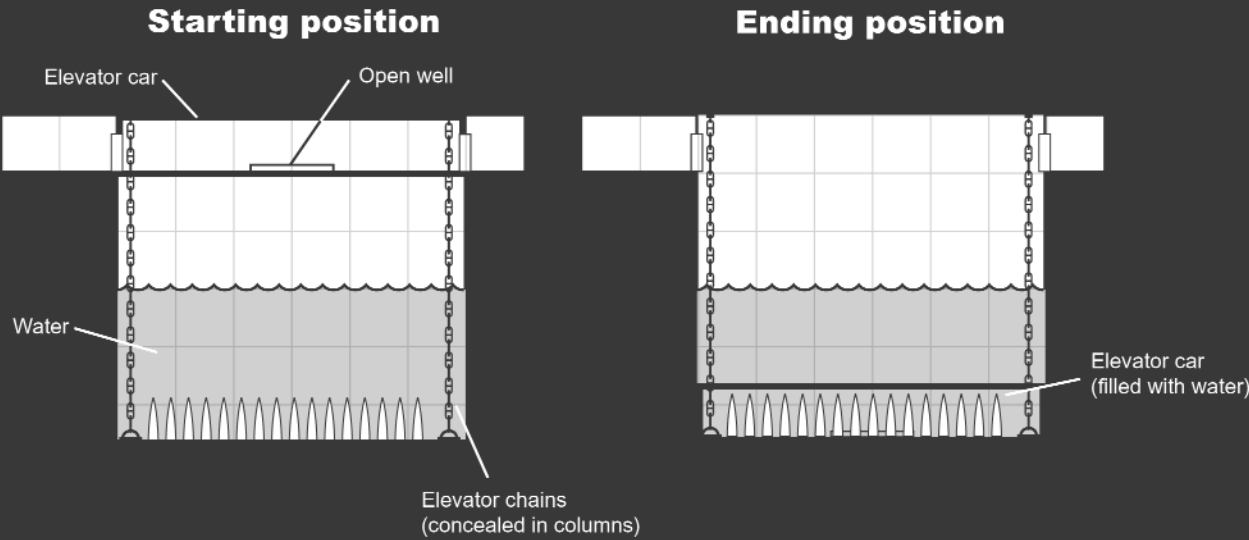 Starting position
Ending position
Elevator car
Open well
Water
Elevator car
(filled with water)
Elevator chains
(concealed in columns)